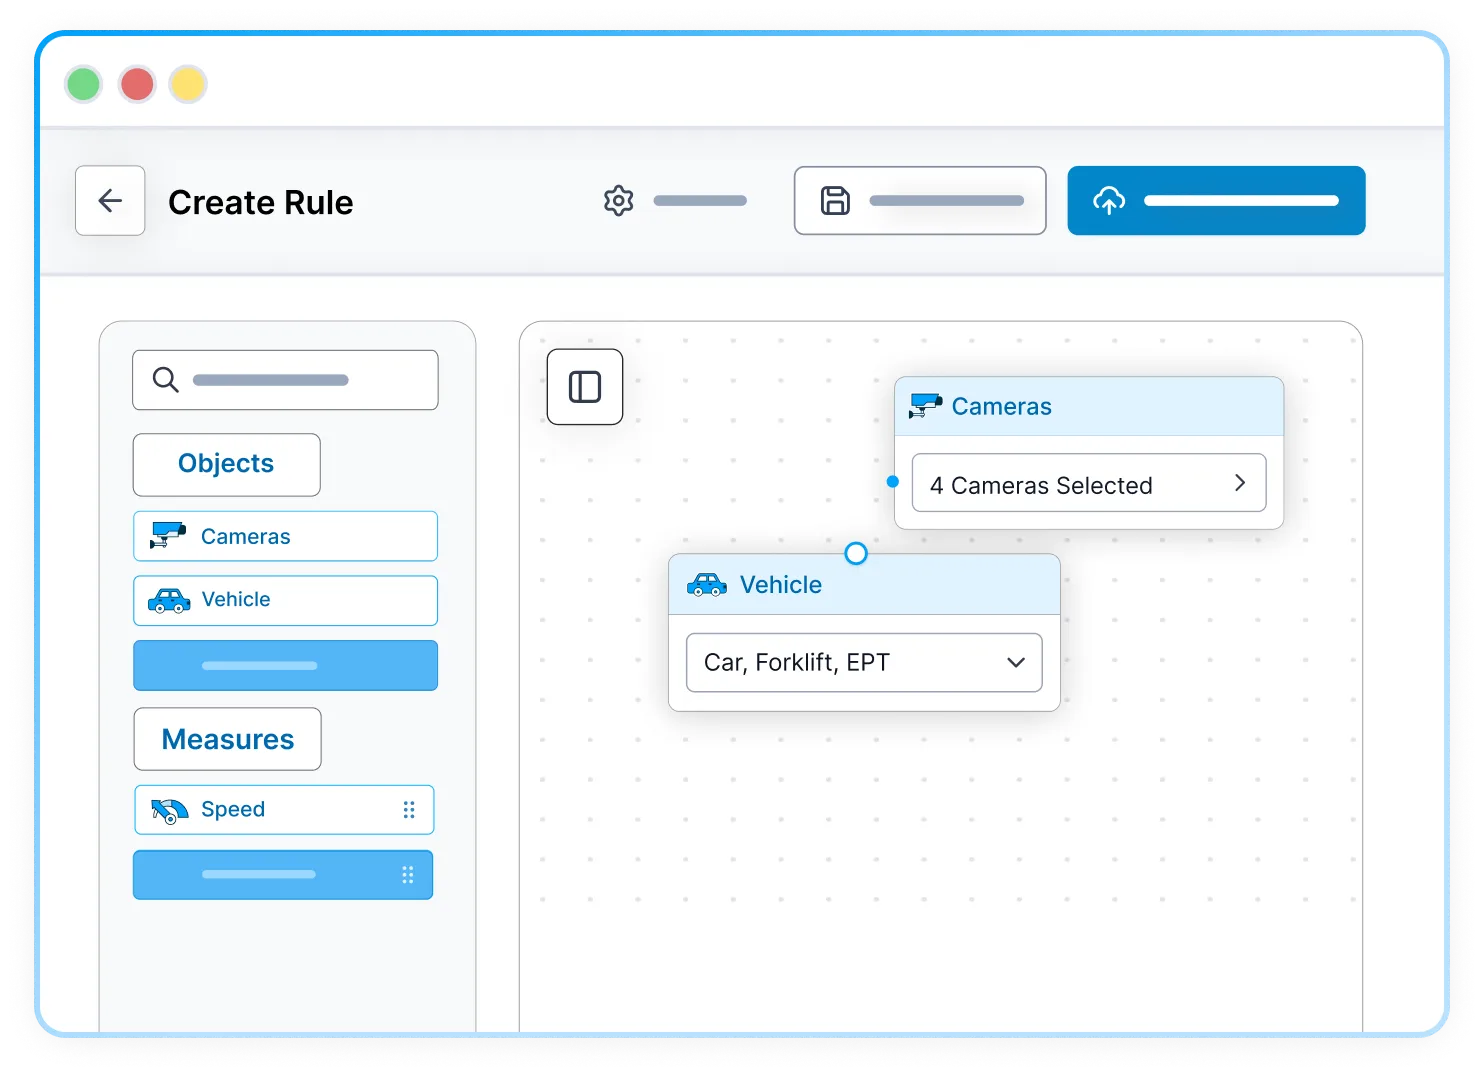 Create Rule
Objects
Cameras
Vehicle
Measures
Speed
Cameras
4 Cameras Selected
Vehicle
Car, Forklift, EPT